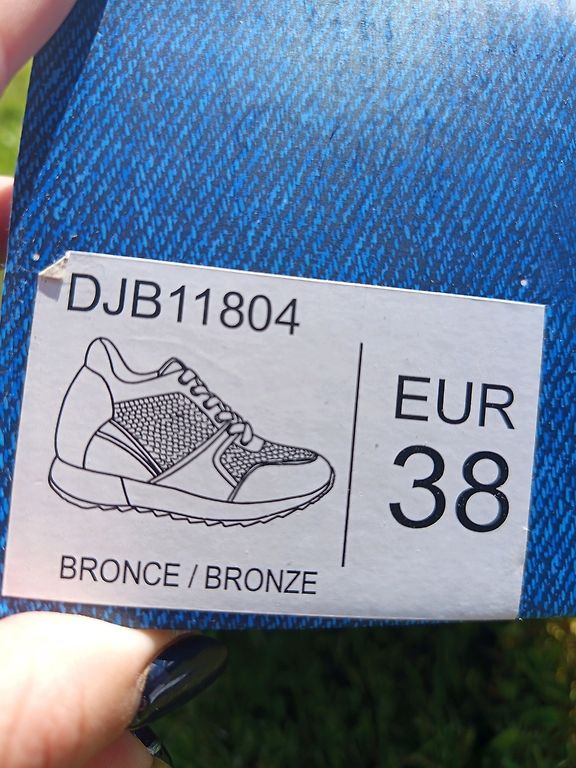 DJB11804
EUR
38
BRONCE / BRONZE